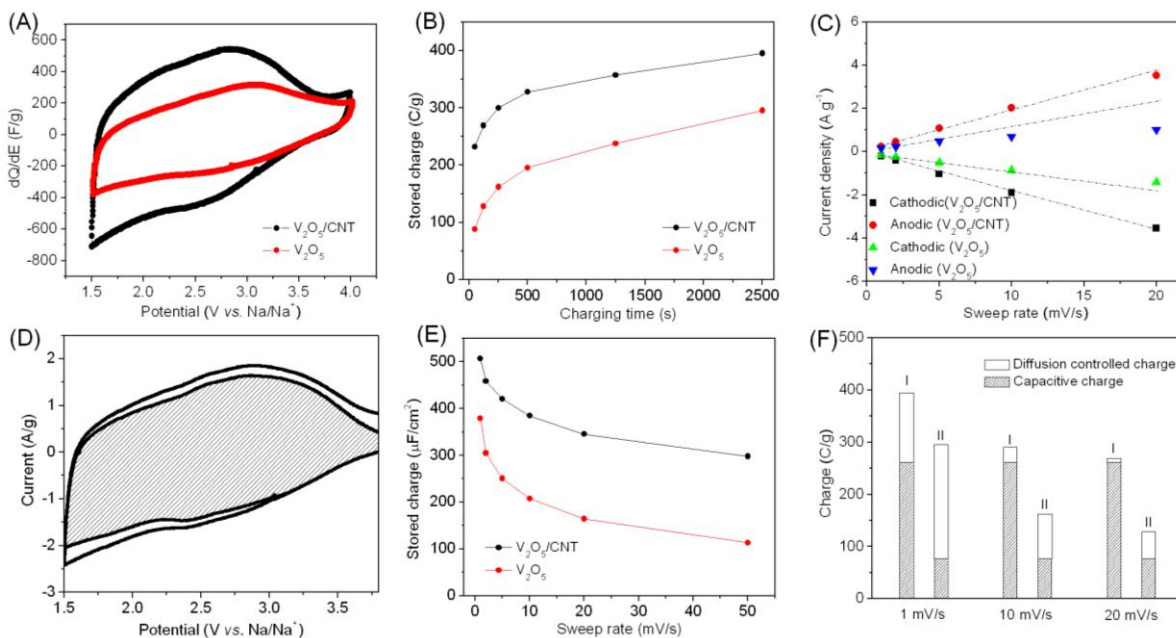 (A)
dQ/dE (F/g)
600
400
200
0
-200
-400
-600
-800
V₂O₅/CNT
V₂O₅
1.5 2.0 2.5 3.0 3.5 4.0
Potential (V vs. Na/Na⁺)
(B)
Stored charge (C/g)
400
300
200
100
0
V₂O₅/CNT
V₂O₅
0 500 1000 1500 2000 2500
Charging time (s)
(C)
Current density (A g⁻¹)
6
4
2
0
-2
-4
-6
Cathodic(V₂O₅/CNT)
Anodic (V₂O₅/CNT)
Cathodic (V₂O₅)
Anodic (V₂O₅)
0 5 10 15 20
Sweep rate (mV/s)
(D)
Current (A/g)
3
2
1
0
-1
-2
-3
1.5 2.0 2.5 3.0 3.5
Potential (V vs. Na/Na⁺)
(E)
Stored charge (μF/cm²)
600
500
400
300
200
100
0
V₂O₅/CNT
V₂O₅
0 10 20 30 40 50
Sweep rate (mV/s)
(F)
Charge (C/g)
500
400
300
200
100
0
Diffusion controlled charge
Capacitive charge
I
II
I
II
I
II
1 mV/s 10 mV/s 20 mV/s